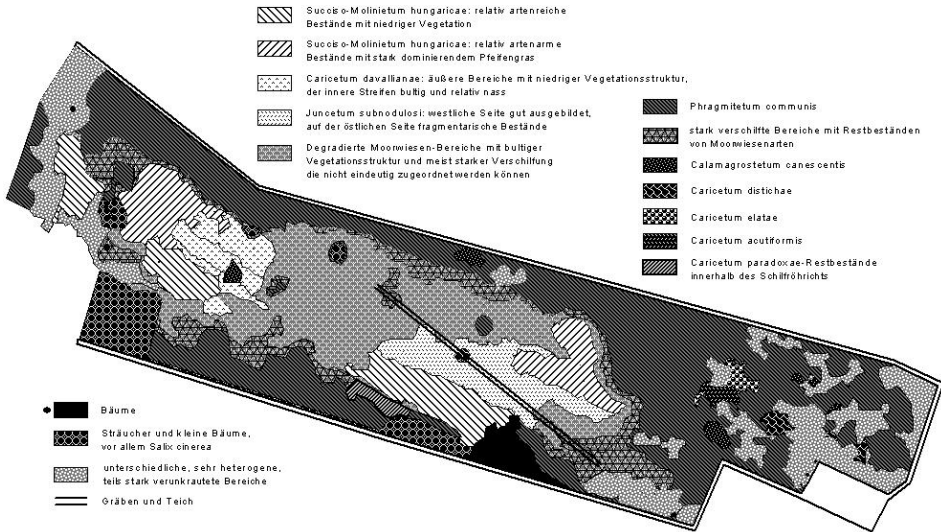 Succiso-Molinietum hungaricae: relativ artenreiche
Bestände mit niedriger Vegetation
Succiso-Molinietum hungaricae: relativ artenarme
Bestände mit stark dominierendem Pfeifengras
Caricetum davallianae: äußere Bereiche mit niedriger Vegetationsstruktur,
der innere Streifen bultig und relativ nass
Juncetum subnodulosi: westliche Seite gut ausgebildet,
auf der östlichen Seite fragmentarische Bestände
Degradierte Moorwiesen-Bereiche mit bultiger
Vegetationsstruktur und meist starker Verschilfung
die nicht eindeutig zugeordnet werden können
Phragmitetum communis
stark verschilfte Bereiche mit Restbeständen
von Moorwiesenarten
Calamagrostetum canescentis
Caricetum distichae
Caricetum elatae
Caricetum acutiformis
Caricetum paradoxae-Restbestände
innerhalb des Schilfröhrichts
Bäume
Sträucher und kleine Bäume,
vor allem Salix cinerea
unterschiedliche, sehr heterogene,
teils stark verunkrautete Bereiche
Gräben und Teich